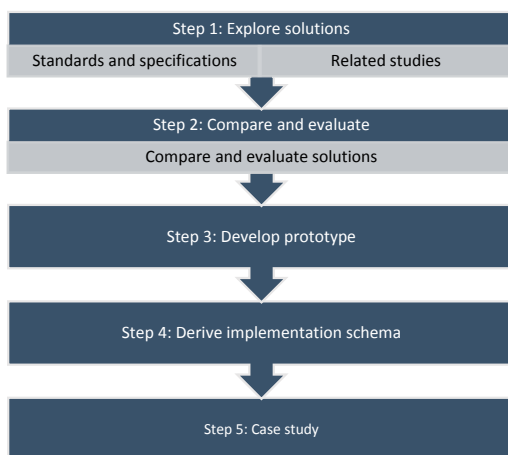 Step 1: Explore solutions
Standards and specifications
Related studies
Step 2: Compare and evaluate
Compare and evaluate solutions
Step 3: Develop prototype
Step 4: Derive implementation schema
Step 5: Case study